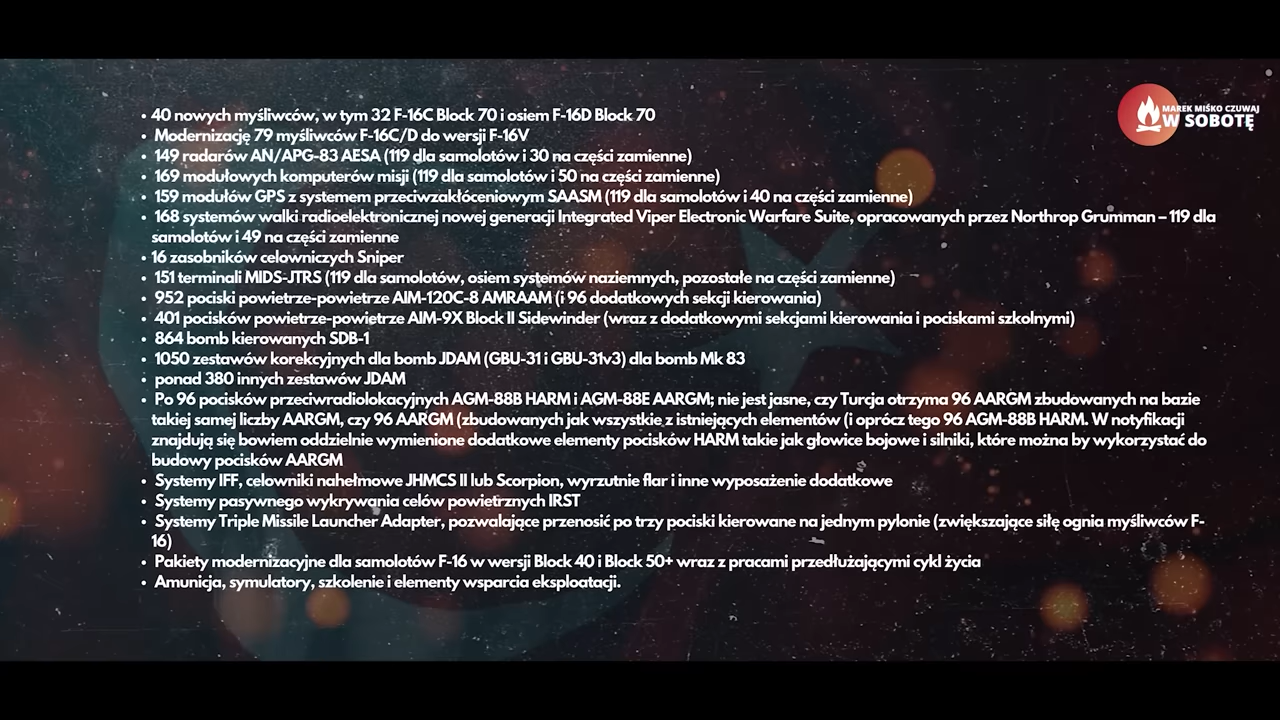 MAREK MIŚKO CZUWAJ
W SOBOTĘ
• 40 nowych myśliwców, w tym 32 F-16C Block 70 i osiem F-16D Block 70
• Modernizację 79 myśliwców F-16C/D do wersji F-16V
• 149 radarów AN/APG-83 AESA (119 dla samolotów i 30 na części zamienne)
• 169 modułowych komputerów misji (119 dla samolotów i 50 na części zamienne)
• 159 modułów GPS z systemem przeciwzakłóceniowym SAASM (119 dla samolotów i 40 na części zamienne)
• 168 systemów walki radioelektronicznej nowej generacji Integrated Viper Electronic Warfare Suite, opracowanych przez Northrop Grumman – 119 dla
samolotów i 49 na części zamienne
• 16 zasobników celowniczych Sniper
• 151 terminali MIDS-JTRS (119 dla samolotów, osiem systemów naziemnych, pozostałe na części zamienne)
• 952 pociski powietrze-powietrze AIM-120C-8 AMRAAM (i 96 dodatkowych sekcji kierowania)
• 401 pocisków powietrze-powietrze AIM-9X Block II Sidewinder (wraz z dodatkowymi sekcjami kierowania i pociskami szkolnymi)
• 864 bomb kierowanych SDB-1
• 1050 zestawów korekcyjnych dla bomb JDAM (GBU-31 i GBU-31v3) dla bomb Mk 83
• ponad 380 innych zestawów JDAM
• Po 96 pocisków przeciwradiolokacyjnych AGM-88B HARM i AGM-88E AARGM; nie jest jasne, czy Turcja otrzyma 96 AARGM zbudowanych na bazie
takiej samej liczby AARGM, czy 96 AARGM (zbudowanych jak wszystkie z istniejących elementów (i oprócz tego 96 AGM-88B HARM. W notyfikacji
znajdują się bowiem oddzielnie wymienione dodatkowe elementy pocisków HARM takie jak głowice bojowe i silniki, które można by wykorzystać do
budowy pocisków AARGM
• Systemy IFF, celowniki nahełmowe JHMCS II lub Scorpion, wyrzutnie flar i inne wyposażenie dodatkowe
• Systemy pasywnego wykrywania celów powietrznych IRST
• Systemy Triple Missile Launcher Adapter, pozwalające przenosić po trzy pociski kierowane na jednym pylonie (zwiększające siłę ognia myśliwców F-
16)
• Pakiety modernizacyjne dla samolotów F-16 w wersji Block 40 i Block 50+ wraz z pracami przedłużającymi cykl życia
• Amunicja, symulatory, szkolenie i elementy wsparcia eksploatacji.